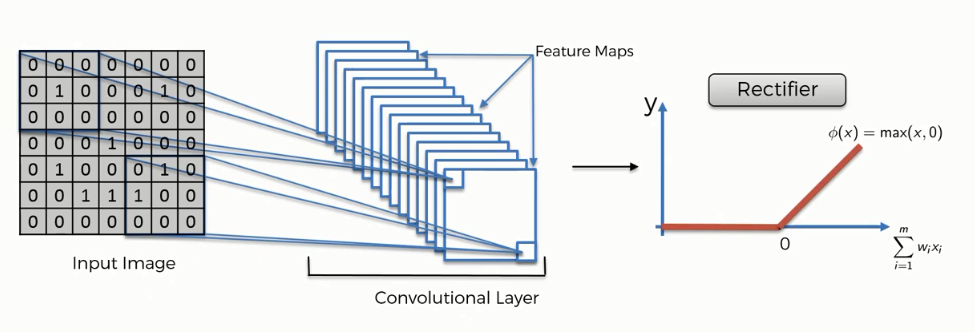 0 0 0 0 0 0 0
0 1 0 0 0 1 0
0 0 0 0 0 0 0
0 0 0 1 0 0 0
0 1 0 0 0 1 0
0 0 1 1 1 0 0
0 0 0 0 0 0 0
Input Image
Feature Maps
Convolutional Layer
Rectifier
y
ϕ(x) = max(x, 0)
0
m
∑ wᵢxᵢ
i=1